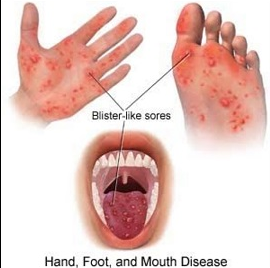 Blister-like sores
Hand, Foot, and Mouth Disease